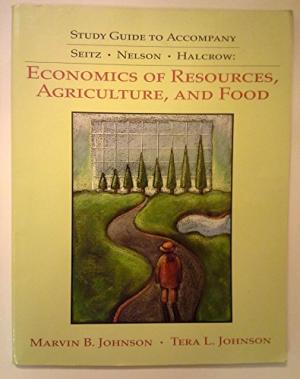 STUDY GUIDE TO ACCOMPANY
SEITZ • NELSON • HALCROW:
ECONOMICS OF RESOURCES,
AGRICULTURE, AND FOOD
MARVIN B. JOHNSON • TERA L. JOHNSON